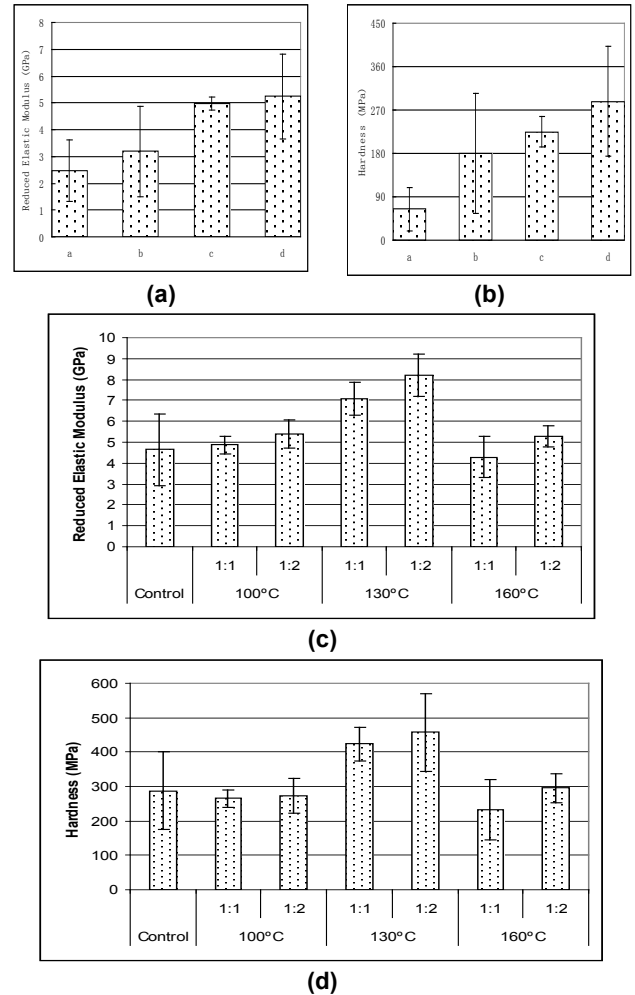 8
7
6
5
4
3
2
1
0
Reduced Elastic Modulus (GPa)
a b c d
(a)
450
360
270
180
90
0
Hardness (MPa)
a b c d
(b)
10
9
8
7
6
5
4
3
2
1
0
Reduced Elastic Modulus (GPa)
1:1 1:2 1:1 1:2 1:1 1:2
Control 100°C 130°C 160°C
(c)
600
500
400
300
200
100
0
Hardness (MPa)
1:1 1:2 1:1 1:2 1:1 1:2
Control 100°C 130°C 160°C
(d)